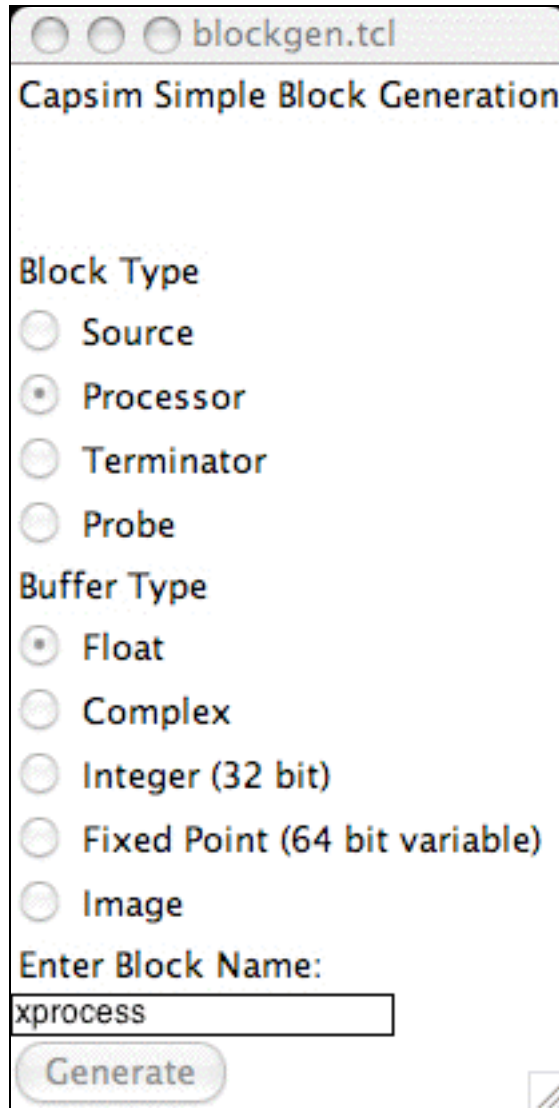 blockgen.tcl
Capsim Simple Block Generation
Block Type
Source
Processor
Terminator
Probe
Buffer Type
Float
Complex
Integer (32 bit)
Fixed Point (64 bit variable)
Image
Enter Block Name:
xprocess
Generate